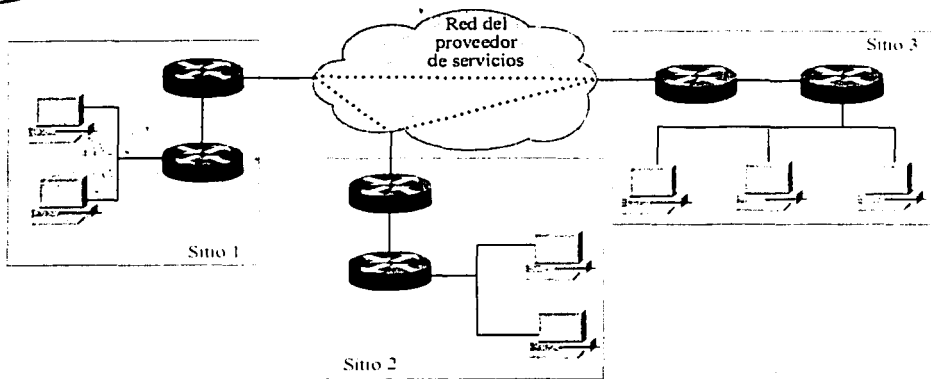 Red del
proveedor
de servicios
Sitio 3
Sitio 1
Sitio 2